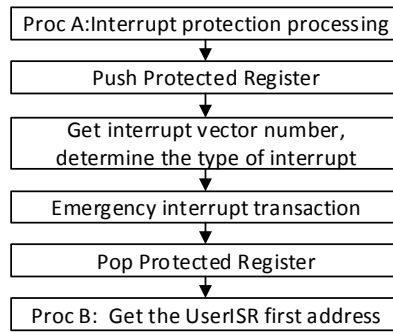 Proc A:Interrupt protection processing
Push Protected Register
Get interrupt vector number,
determine the type of interrupt
Emergency interrupt transaction
Pop Protected Register
Proc B:  Get the UserISR first address